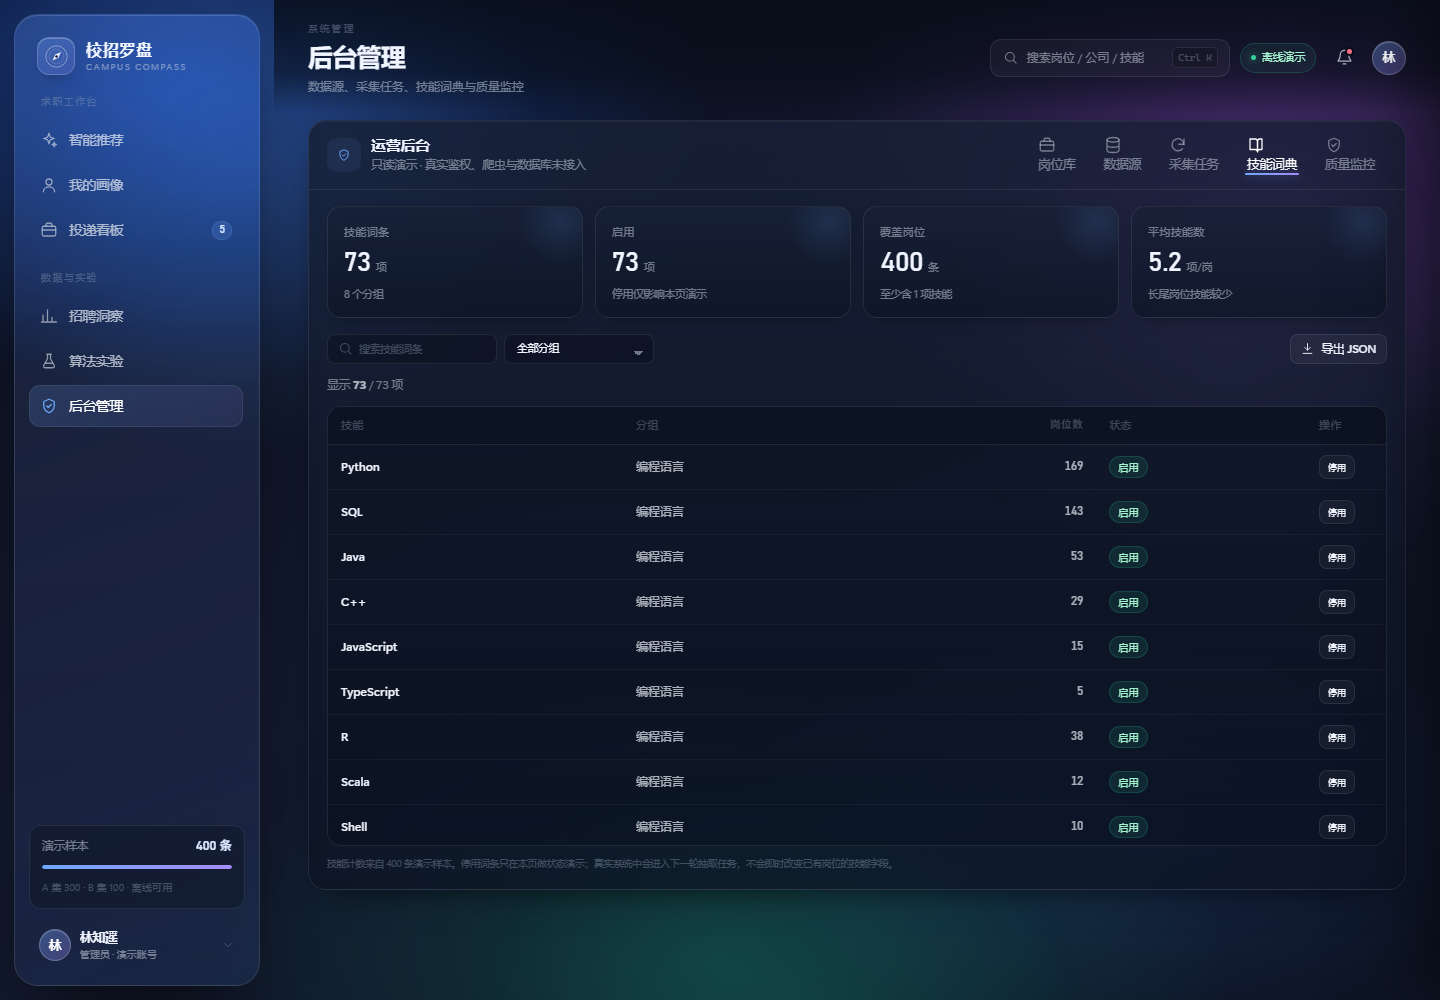 校招罗盘
CAMPUS COMPASS
求职工作台
智能推荐
我的画像
投递看板 5
数据与实验
招聘洞察
算法实验
后台管理
演示样本 400 条
A 集 300 · B 集 100 · 离线可用
林 林知遥
管理员 · 演示账号
系统管理
后台管理
数据源、采集任务、技能词典与质量监控
搜索岗位 / 公司 / 技能 Ctrl K
离线演示
林
运营后台
只读演示 · 真实鉴权、爬虫与数据库未接入
岗位库 数据源 采集任务 技能词典 质量监控
技能词条
73 项
8 个分组
启用
73 项
停用仅影响本页演示
覆盖岗位
400 条
至少含 1 项技能
平均技能数
5.2 项/岗
长尾岗位技能较少
搜索技能词条 全部分组 导出 JSON
显示 73 / 73 项
技能 分组 岗位数 状态 操作
Python 编程语言 169 启用 停用
SQL 编程语言 143 启用 停用
Java 编程语言 53 启用 停用
C++ 编程语言 29 启用 停用
JavaScript 编程语言 15 启用 停用
TypeScript 编程语言 5 启用 停用
R 编程语言 38 启用 停用
Scala 编程语言 12 启用 停用
Shell 编程语言 10 启用 停用
技能计数来自 400 条演示样本。停用词条只在本页做状态演示；真实系统中会进入下一轮抽取任务，不会即时改变已有岗位的技能字段。